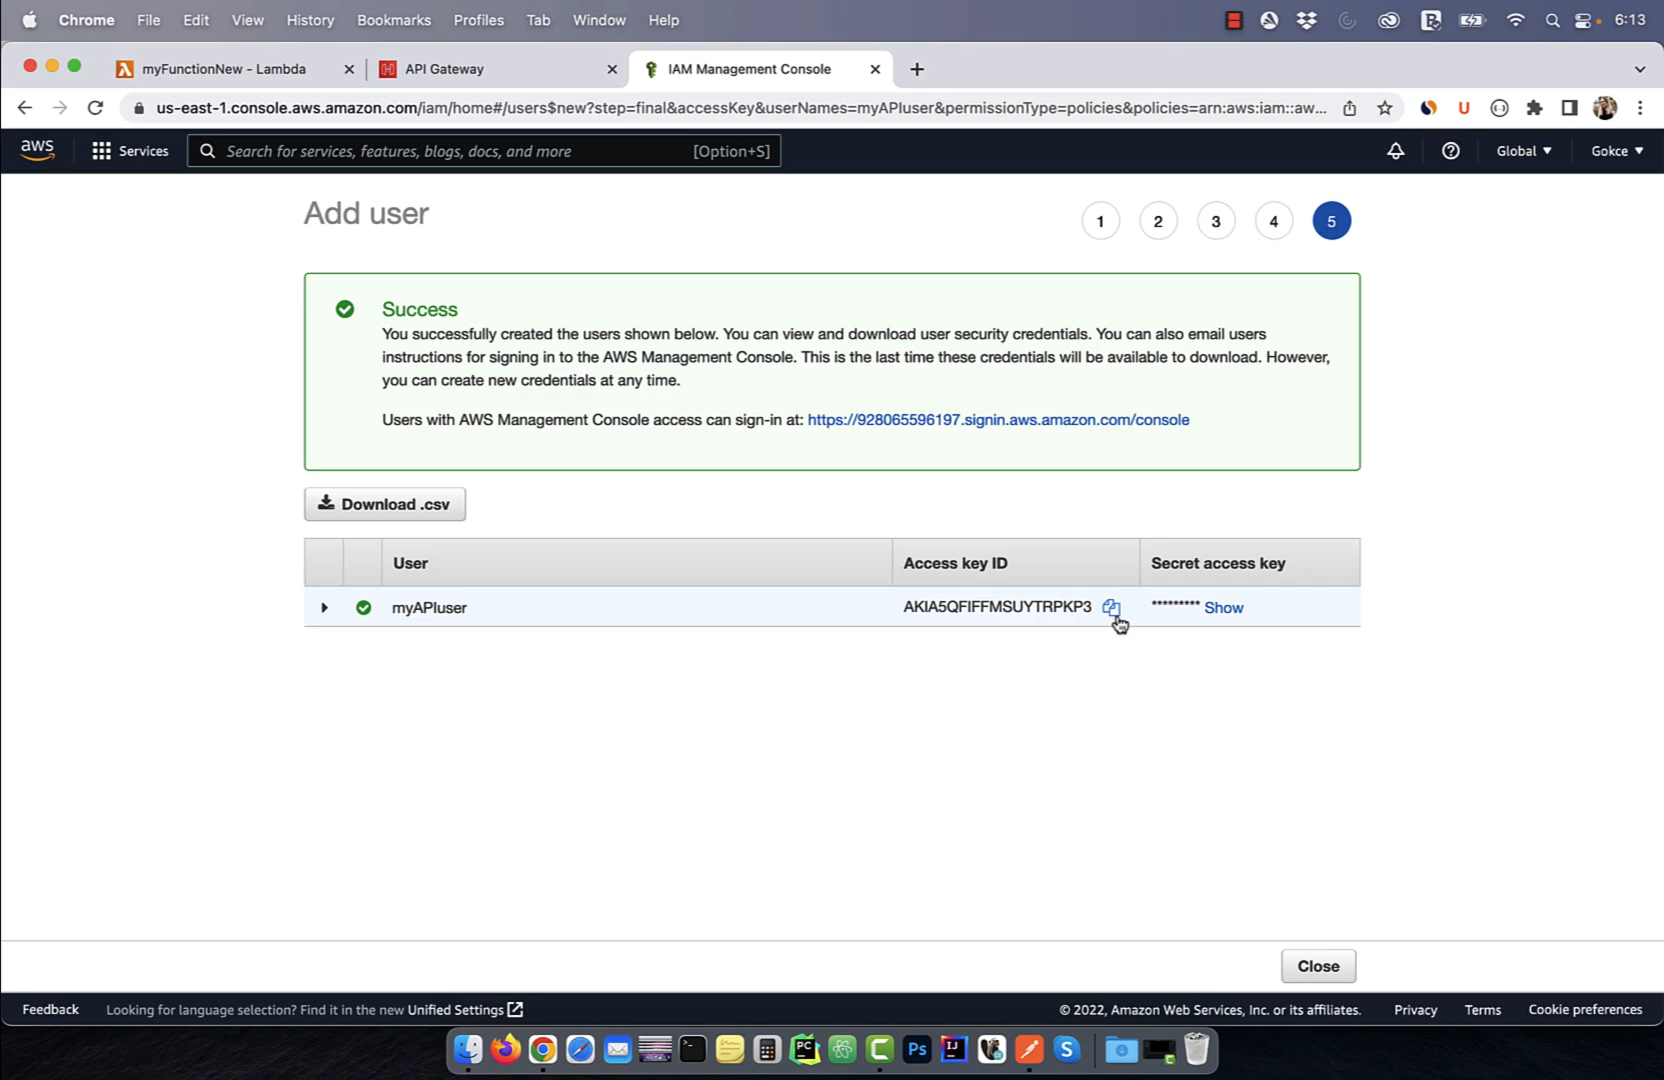 Chrome File Edit View History Bookmarks Profiles Tab Window Help 6:13
myFunctionNew - Lambda API Gateway IAM Management Console
us-east-1.console.aws.amazon.com/iam/home#/users$new?step=final&accessKey&userNames=myAPIuser&permissionType=policies&policies=arn:aws:iam::aw...
aws Services Search for services, features, blogs, docs, and more [Option+S] Global Gokce
Add user 1 2 3 4 5
Success
You successfully created the users shown below. You can view and download user security credentials. You can also email users
instructions for signing in to the AWS Management Console. This is the last time these credentials will be available to download. However,
you can create new credentials at any time.
Users with AWS Management Console access can sign-in at: https://928065596197.signin.aws.amazon.com/console
Download .csv
User Access key ID Secret access key
myAPIuser AKIA5QFIFFMSUYTRPKP3 ********* Show
Close
Feedback Looking for language selection? Find it in the new Unified Settings © 2022, Amazon Web Services, Inc. or its affiliates. Privacy Terms Cookie preferences